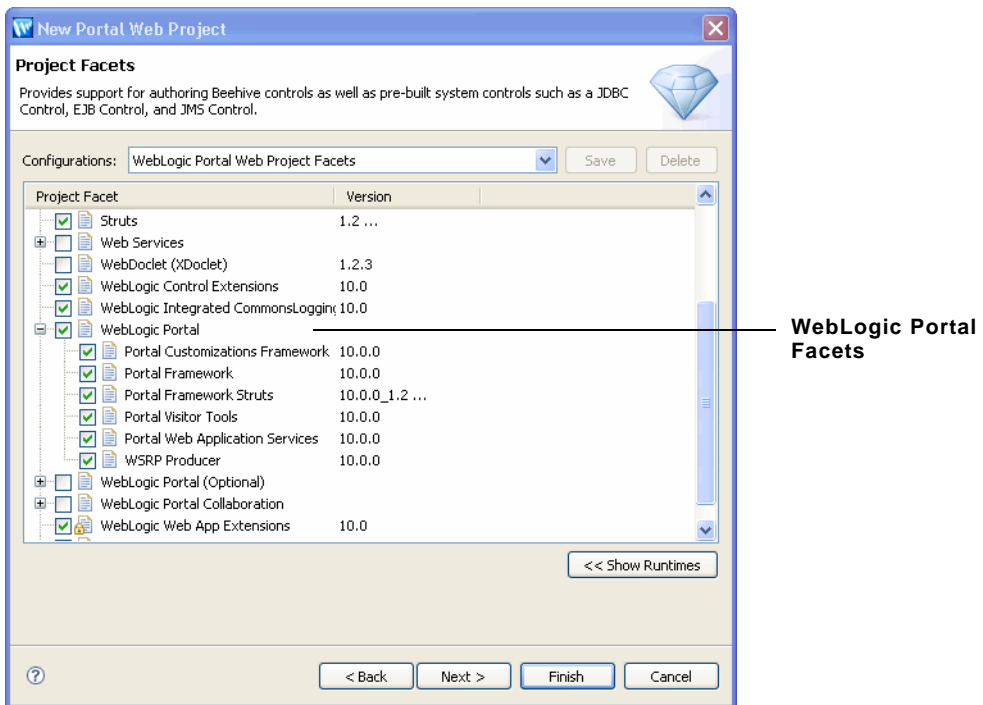 New Portal Web Project
Project Facets
Provides support for authoring Beehive controls as well as pre-built system controls such as a JDBC
Control, EJB Control, and JMS Control.
Configurations: WebLogic Portal Web Project Facets Save Delete
Project Facet Version
Struts 1.2 ...
Web Services
WebDoclet (XDoclet) 1.2.3
WebLogic Control Extensions 10.0
WebLogic Integrated CommonsLogging 10.0
WebLogic Portal
Portal Customizations Framework 10.0.0
Portal Framework 10.0.0
Portal Framework Struts 10.0.0_1.2 ...
Portal Visitor Tools 10.0.0
Portal Web Application Services 10.0.0
WSRP Producer 10.0.0
WebLogic Portal (Optional)
WebLogic Portal Collaboration
WebLogic Web App Extensions 10.0
<< Show Runtimes
? < Back Next > Finish Cancel
WebLogic Portal
Facets